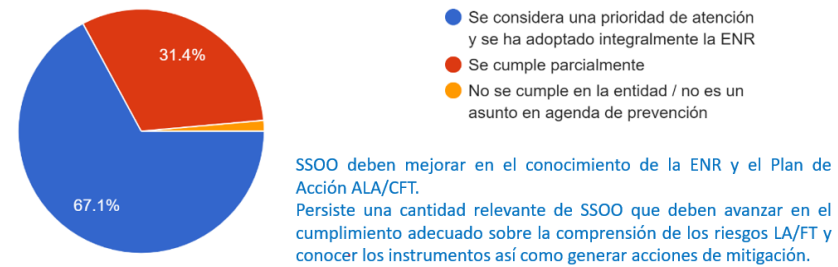 31.4%
67.1%
Se considera una prioridad de atención
y se ha adoptado integralmente la ENR
Se cumple parcialmente
No se cumple en la entidad / no es un
asunto en agenda de prevención
SSOO deben mejorar en el conocimiento de la ENR y el Plan de
Acción ALA/CFT.
Persiste una cantidad relevante de SSOO que deben avanzar en el
cumplimiento adecuado sobre la comprensión de los riesgos LA/FT y
conocer los instrumentos así como generar acciones de mitigación.